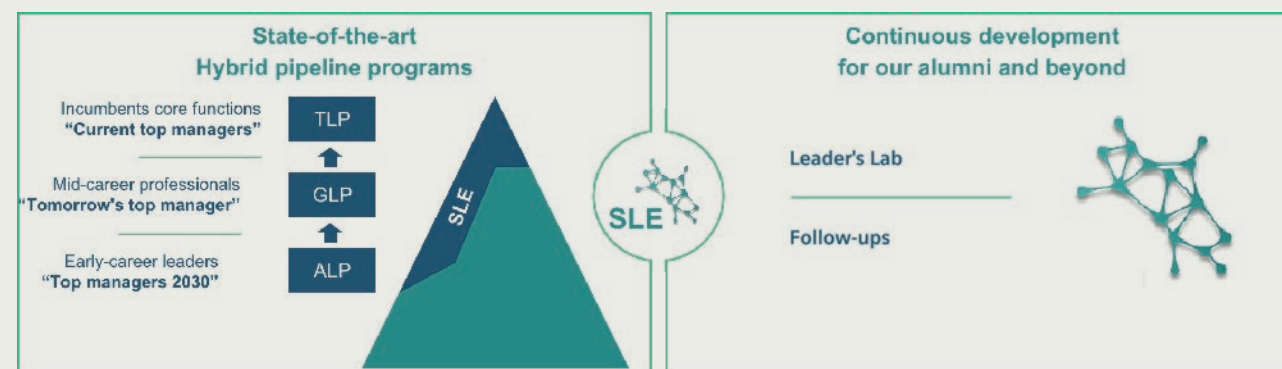 State-of-the-art
Hybrid pipeline programs
Incumbents core functions
“Current top managers”
TLP
Mid-career professionals
“Tomorrow's top manager”
GLP
Early-career leaders
“Top managers 2030”
ALP
SLE
SLE
Continuous development
for our alumni and beyond
Leader's Lab
Follow-ups